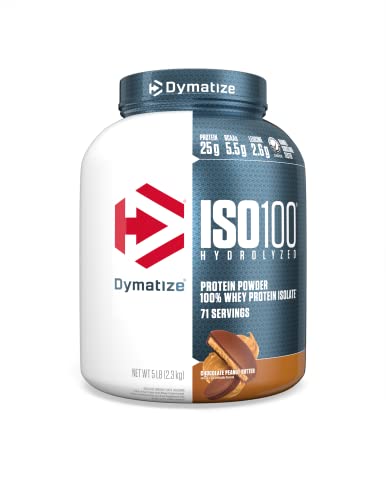 Dymatize
PROTEIN BCAAs LEUCINE
25g 5.5g 2.6g
ISO100
HYDROLYZED
PROTEIN POWDER
100% WHEY PROTEIN ISOLATE
71 SERVINGS
Dymatize
CHOCOLATE PEANUT BUTTER
NET WT 5 LB (2.3 kg)